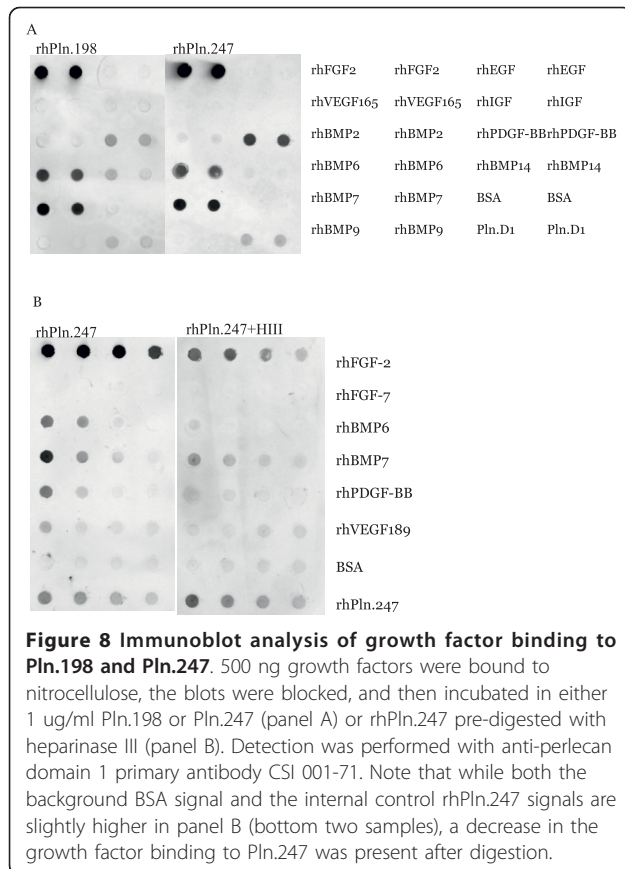 A
rhPln.198 rhPln.247
rhFGF2 rhFGF2 rhEGF rhEGF
rhVEGF165 rhVEGF165 rhIGF rhIGF
rhBMP2 rhBMP2 rhPDGF-BBrhPDGF-BB
rhBMP6 rhBMP6 rhBMP14 rhBMP14
rhBMP7 rhBMP7 BSA BSA
rhBMP9 rhBMP9 Pln.D1 Pln.D1
B
rhPln.247 rhPln.247+HIII
rhFGF-2
rhFGF-7
rhBMP6
rhBMP7
rhPDGF-BB
rhVEGF189
BSA
rhPln.247
Figure 8 Immunoblot analysis of growth factor binding to
Pln.198 and Pln.247. 500 ng growth factors were bound to
nitrocellulose, the blots were blocked, and then incubated in either
1 ug/ml Pln.198 or Pln.247 (panel A) or rhPln.247 pre-digested with
heparinase III (panel B). Detection was performed with anti-perlecan
domain 1 primary antibody CSI 001-71. Note that while both the
background BSA signal and the internal control rhPln.247 signals are
slightly higher in panel B (bottom two samples), a decrease in the
growth factor binding to Pln.247 was present after digestion.